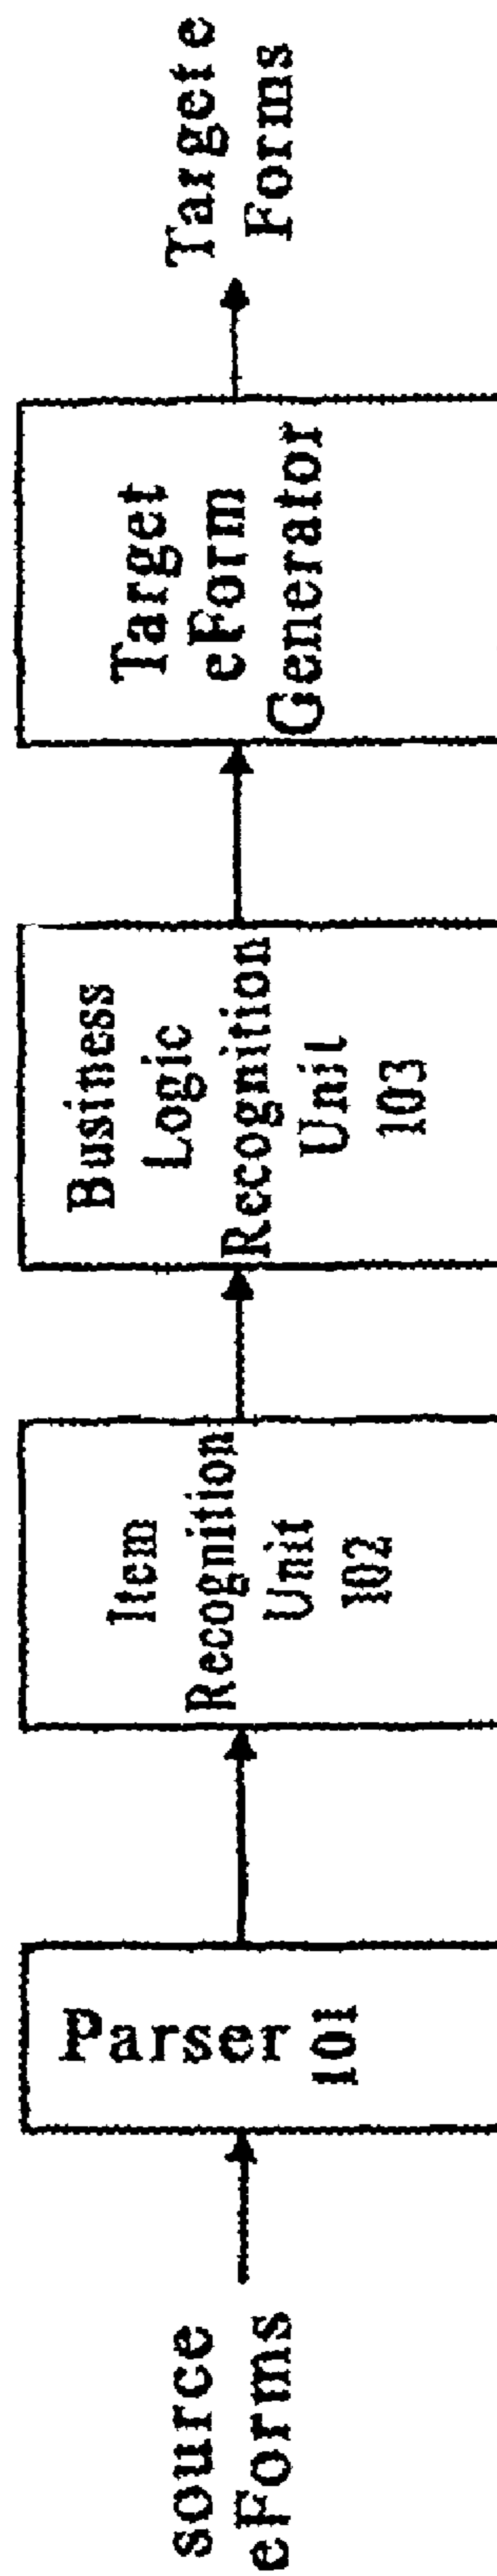 source
eForms
Parser
101
Item
Recognition
Unit
102
Business
Logic
Recognition
Unit
103
Target
eForm
Generator
Targete
Forms